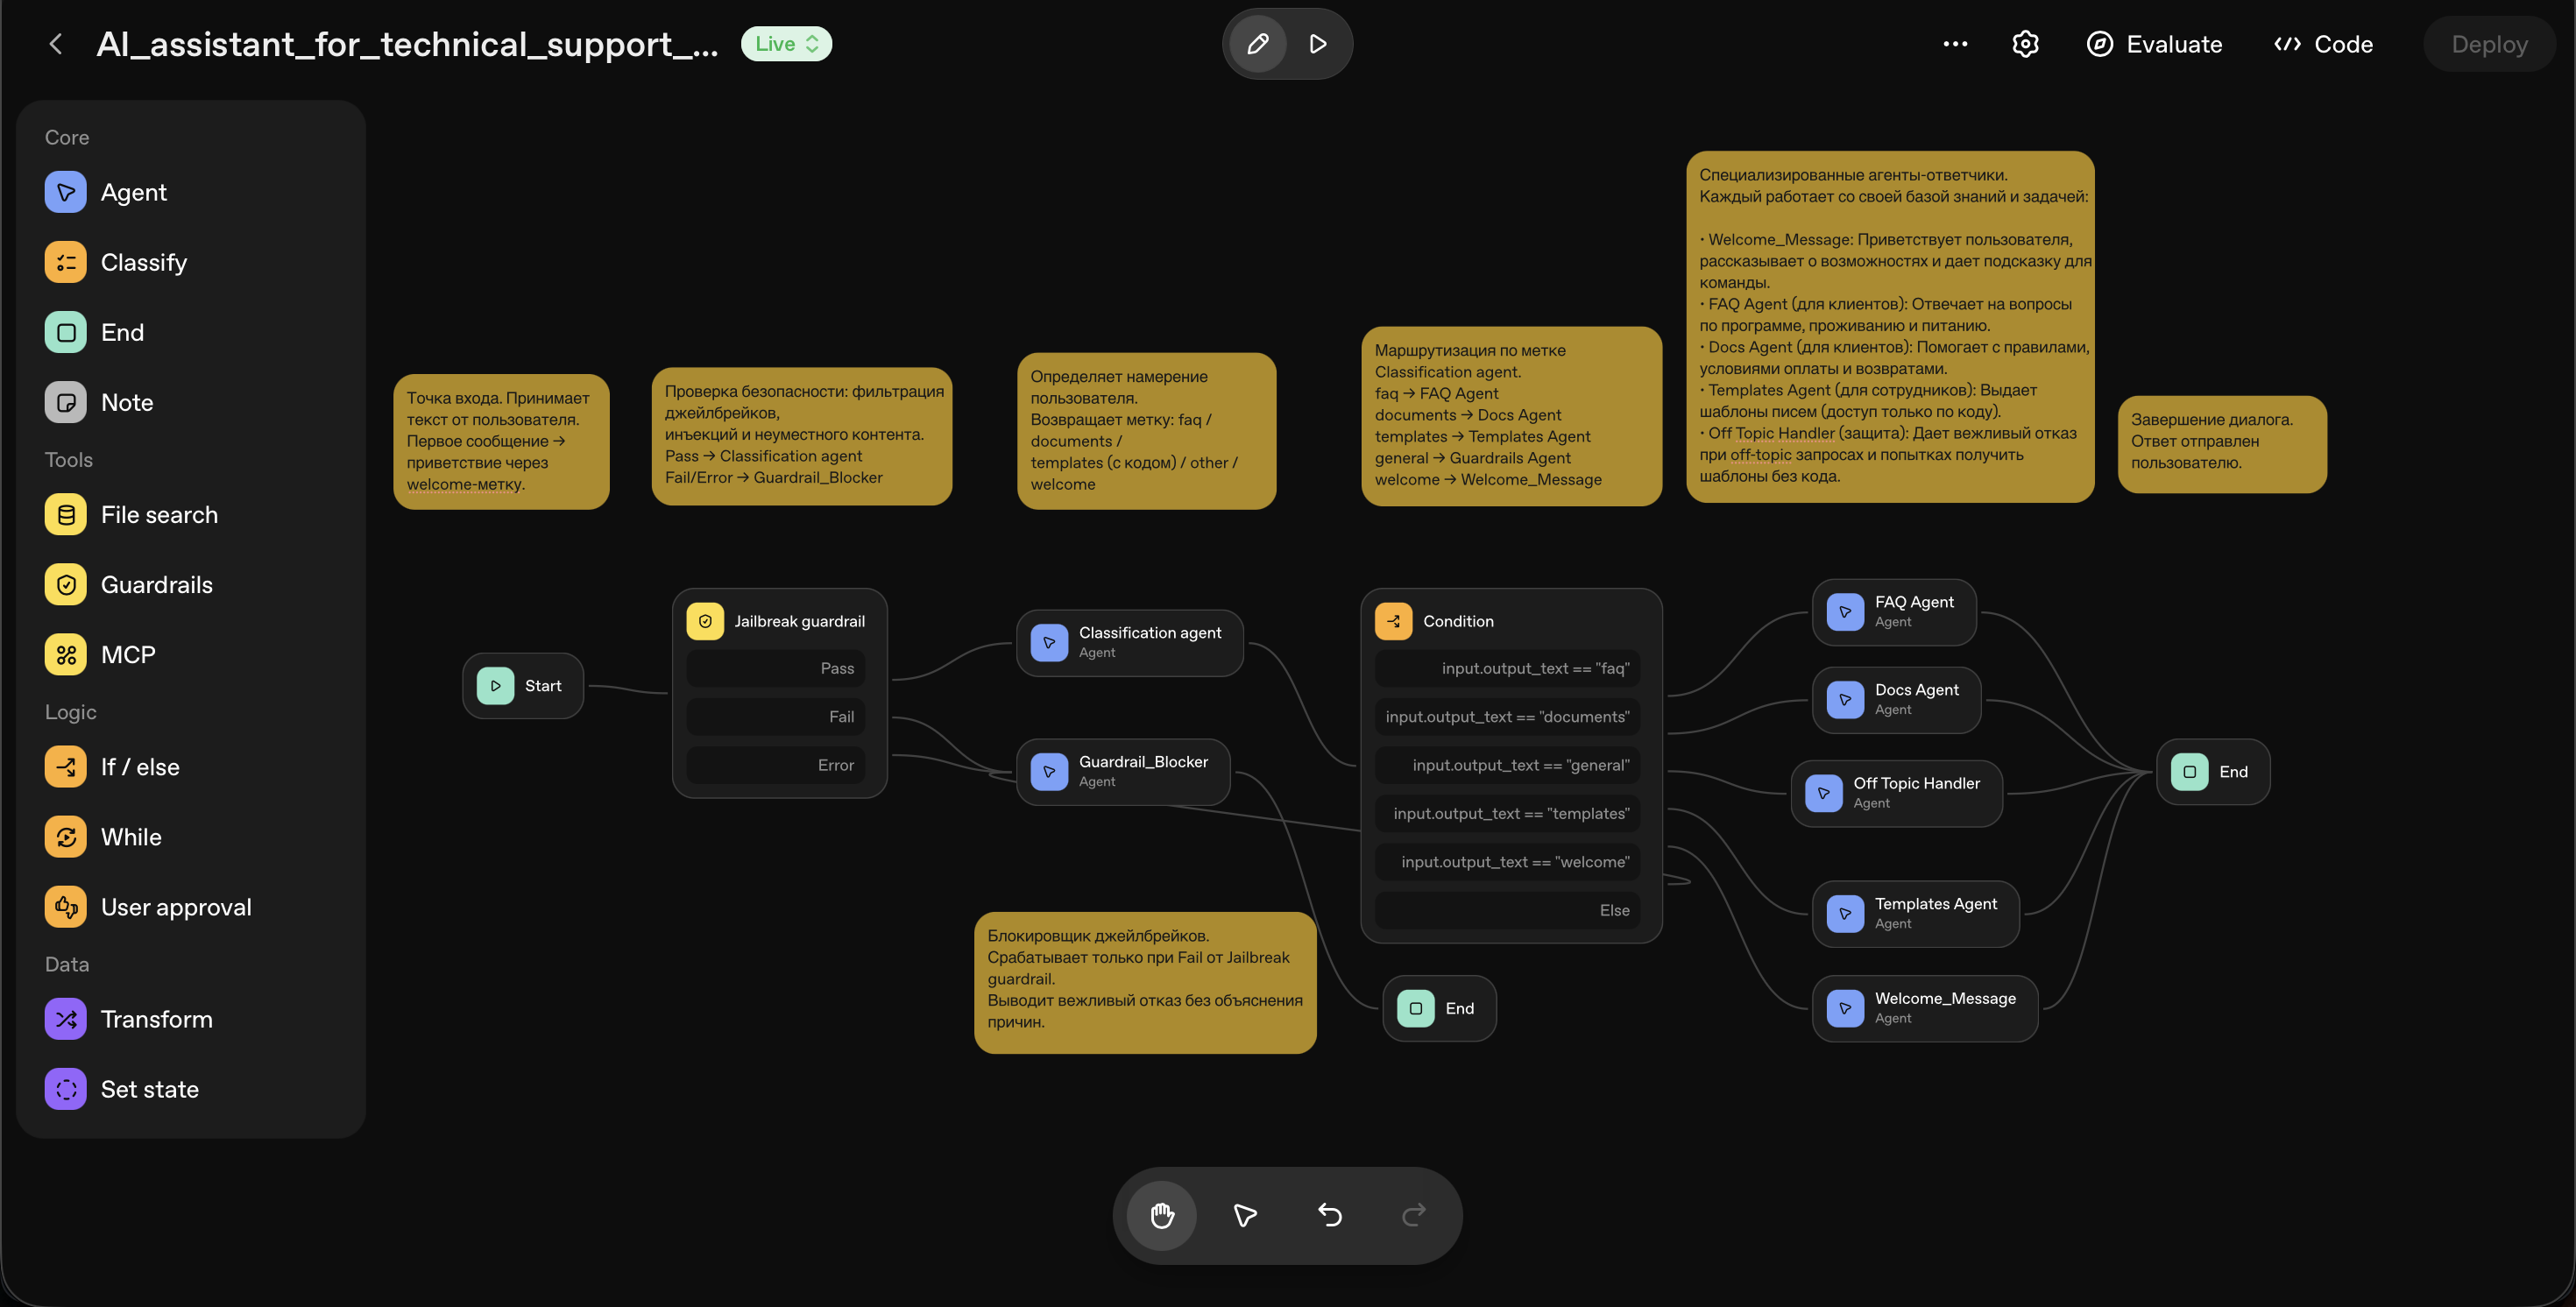 AI_assistant_for_technical_support_...
Live
Evaluate
Code
Deploy
Core
Agent
Classify
End
Note
Tools
File search
Guardrails
MCP
Logic
If / else
While
User approval
Data
Transform
Set state
Точка входа. Принимает
текст от пользователя.
Первое сообщение →
приветствие через
welcome-метку.
Проверка безопасности: фильтрация
джейлбрейков,
инъекций и неуместного контента.
Pass → Classification agent
Fail/Error → Guardrail_Blocker
Определяет намерение
пользователя.
Возвращает метку: faq /
documents /
templates (с кодом) / other /
welcome
Маршрутизация по метке
Classification agent.
faq → FAQ Agent
documents → Docs Agent
templates → Templates Agent
general → Guardrails Agent
welcome → Welcome_Message
Специализированные агенты-ответчики.
Каждый работает со своей базой знаний и задачей:
• Welcome_Message: Приветствует пользователя,
рассказывает о возможностях и дает подсказку для
команды.
• FAQ Agent (для клиентов): Отвечает на вопросы
по программе, проживанию и питанию.
• Docs Agent (для клиентов): Помогает с правилами,
условиями оплаты и возвратами.
• Templates Agent (для сотрудников): Выдает
шаблоны писем (доступ только по коду).
• Off Topic Handler (защита): Дает вежливый отказ
при off-topic запросах и попытках получить
шаблоны без кода.
Завершение диалога.
Ответ отправлен
пользователю.
Start
Jailbreak guardrail
Pass
Fail
Error
Classification agent
Agent
Guardrail_Blocker
Agent
Блокировщик джейлбрейков.
Срабатывает только при Fail от Jailbreak
guardrail.
Выводит вежливый отказ без объяснения
причин.
Condition
input.output_text == "faq"
input.output_text == "documents"
input.output_text == "general"
input.output_text == "templates"
input.output_text == "welcome"
Else
End
FAQ Agent
Agent
Docs Agent
Agent
Off Topic Handler
Agent
Templates Agent
Agent
Welcome_Message
Agent
End